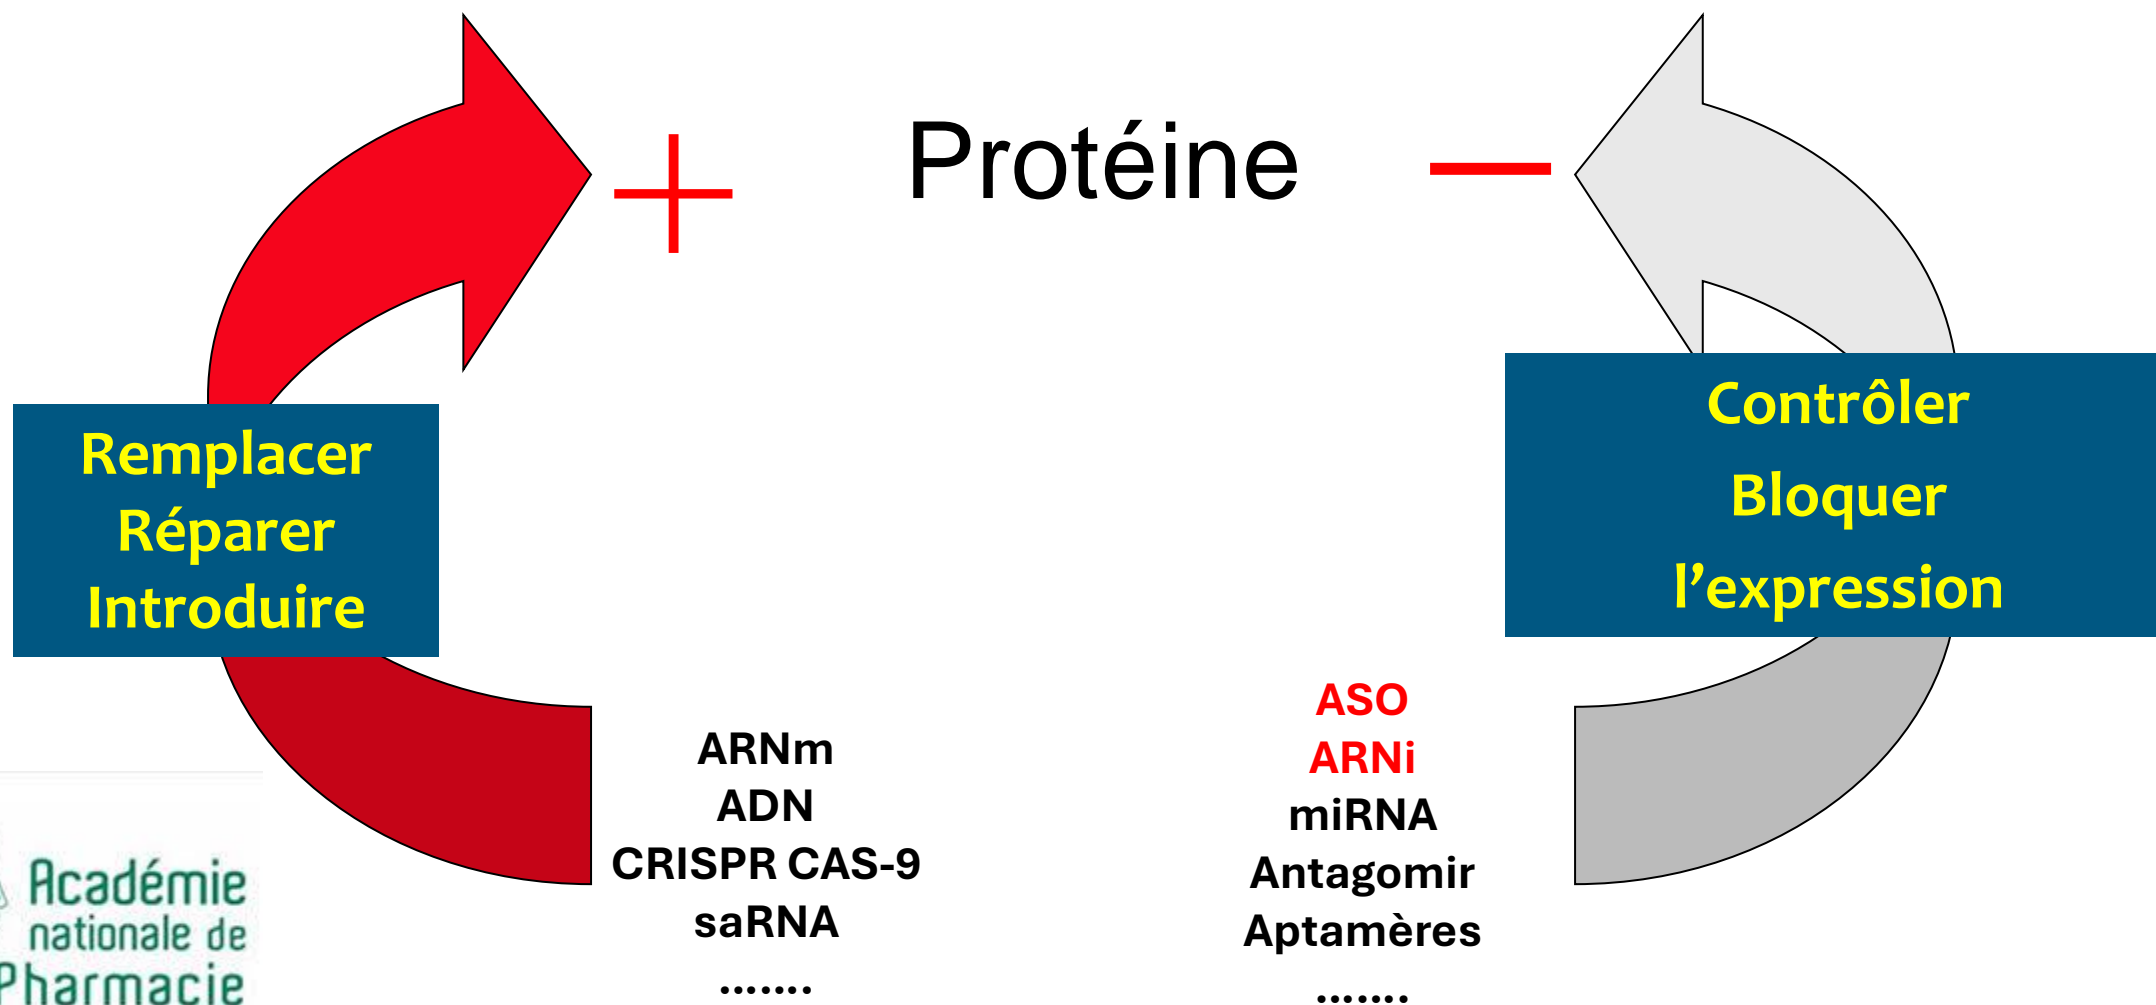 + Protéine −
Remplacer
Réparer
Introduire
Contrôler
Bloquer
l’expression
ARNm
ADN
CRISPR CAS-9
saRNA
.......
ASO
ARNi
miRNA
Antagomir
Aptamères
.......
Académie
nationale de
Pharmacie